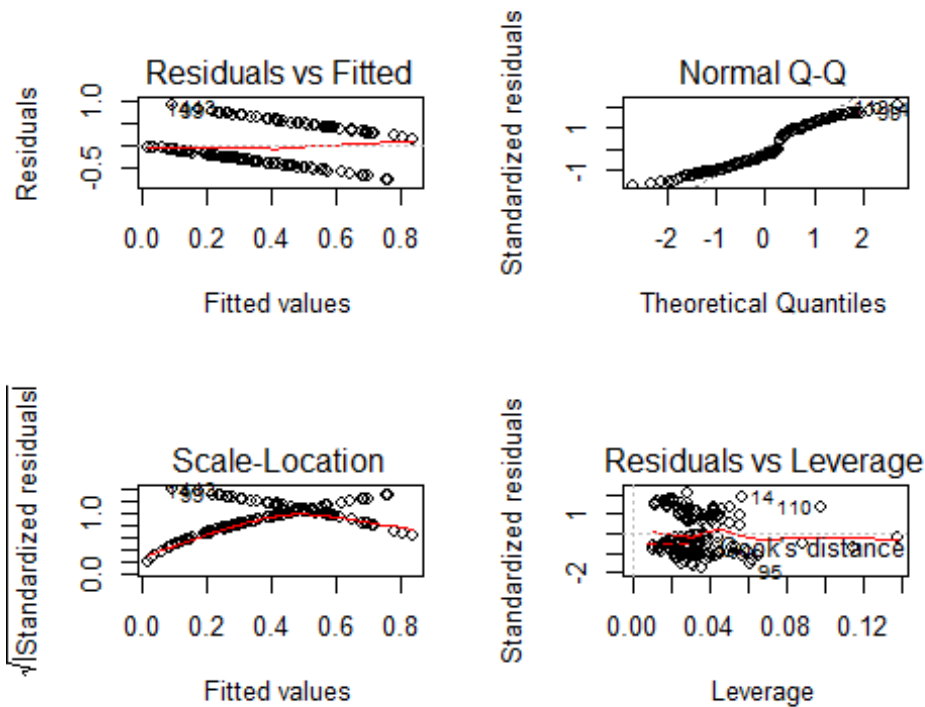 Residuals vs Fitted
Residuals
1.0
-0.5
0.0 0.2 0.4 0.6 0.8
Fitted values
Normal Q-Q
Standardized residuals
1
-1
-2 -1 0 1 2
Theoretical Quantiles
Scale-Location
√|Standardized residuals|
1.0
0.0
0.0 0.2 0.4 0.6 0.8
Fitted values
Residuals vs Leverage
Standardized residuals
1
-2
14
110
Cook's distance
95
0.00 0.04 0.08 0.12
Leverage